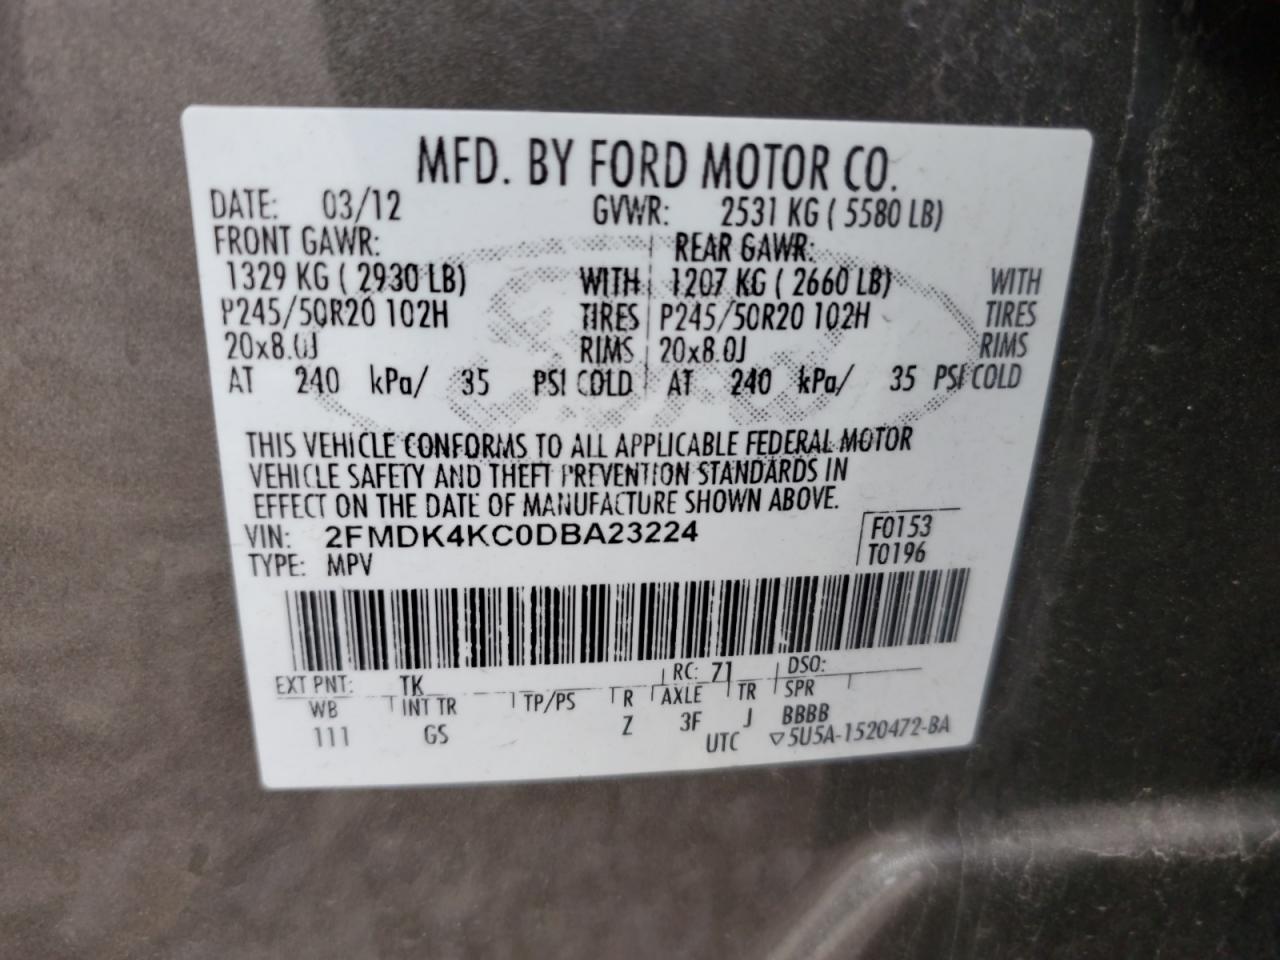 MFD. BY FORD MOTOR CO.
DATE: 03/12 GVWR: 2531 KG ( 5580 LB)
FRONT GAWR: REAR GAWR:
1329 KG ( 2930 LB) WITH 1207 KG ( 2660 LB) WITH
P245/50R20 102H TIRES P245/50R20 102H TIRES
20x8.0J RIMS 20x8.0J RIMS
AT 240 kPa/ 35 PSI COLD AT 240 kPa/ 35 PSI COLD
THIS VEHICLE CONFORMS TO ALL APPLICABLE FEDERAL MOTOR
VEHICLE SAFETY AND THEFT PREVENTION STANDARDS IN
EFFECT ON THE DATE OF MANUFACTURE SHOWN ABOVE.
VIN: 2FMDK4KC0DBA23224 F0153
TYPE: MPV T0196
EXT PNT: TK RC: 71 DSO:
WB INT TR TP/PS R AXLE TR SPR
111 GS Z 3F J BBBB
UTC ▽5U5A-1520472-BA